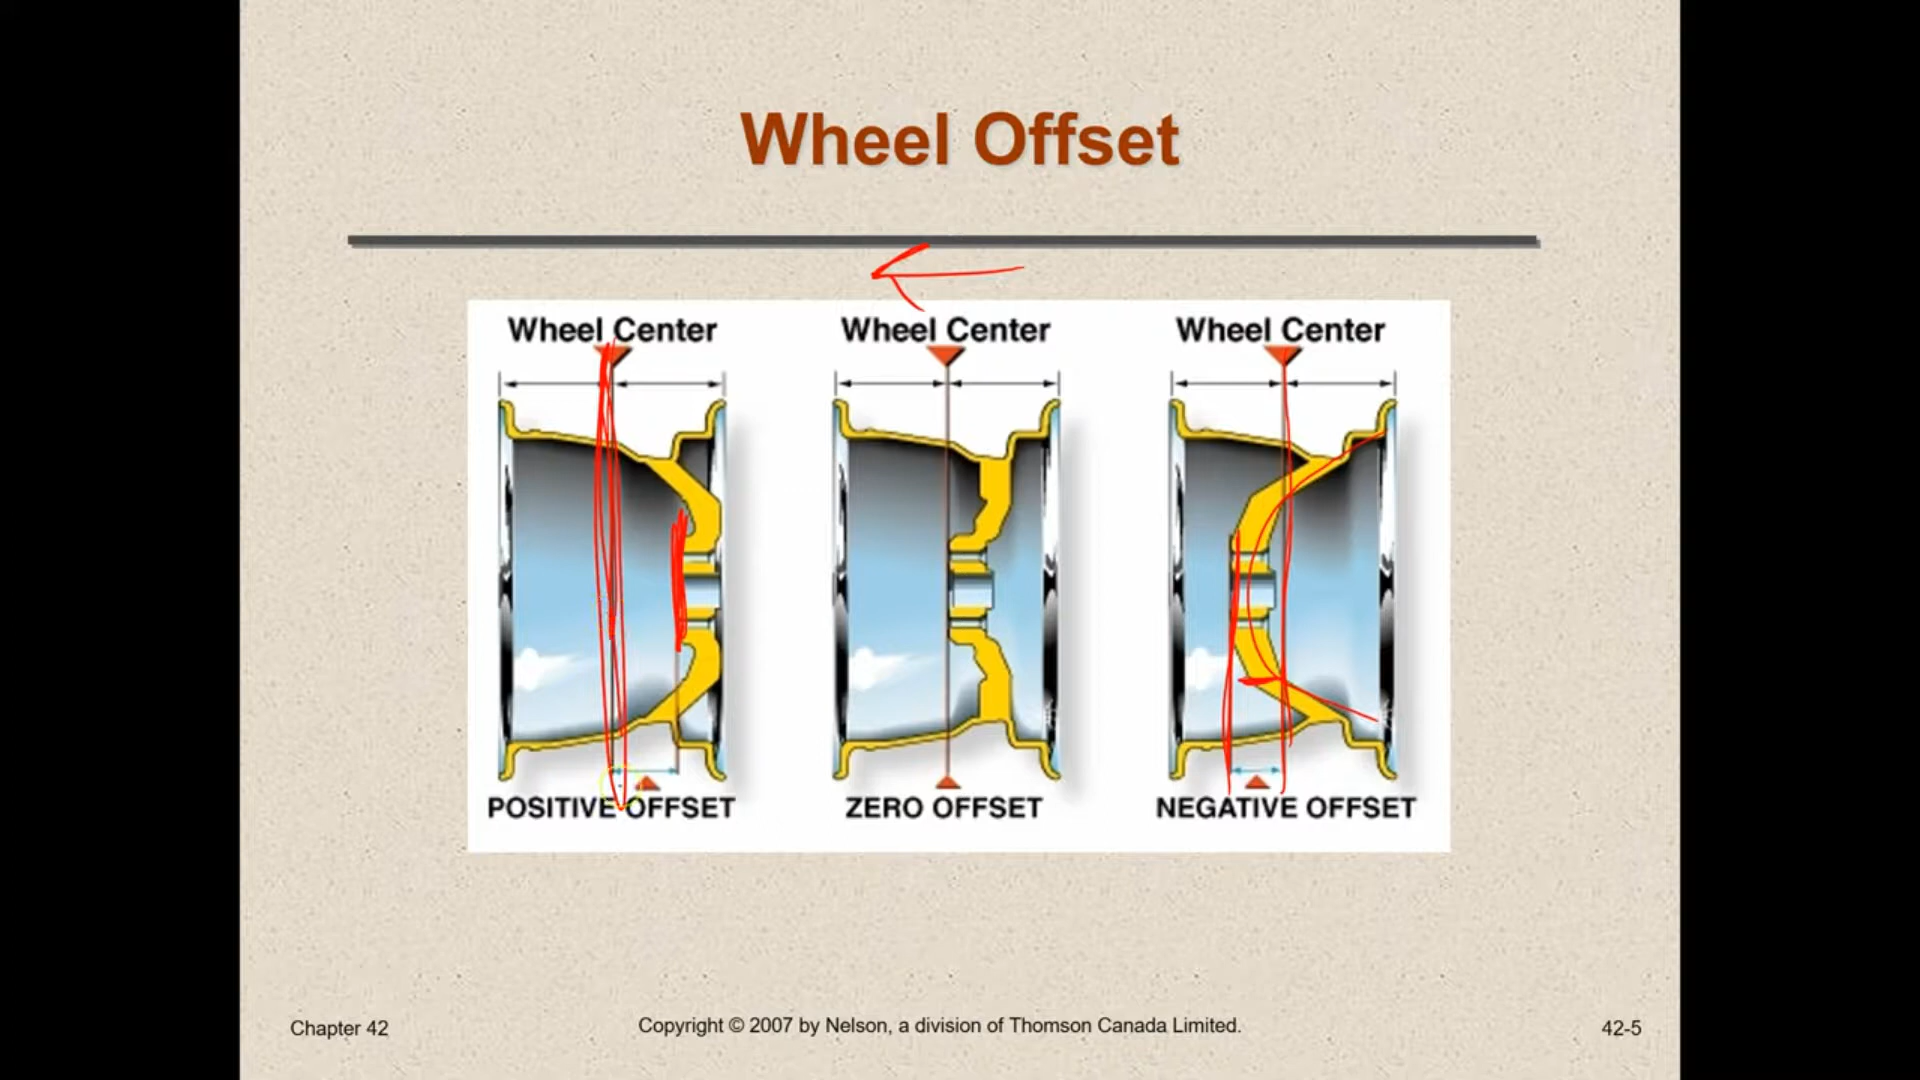 Wheel Offset
Wheel Center
Wheel Center
Wheel Center
POSITIVE OFFSET
ZERO OFFSET
NEGATIVE OFFSET
Chapter 42
Copyright © 2007 by Nelson, a division of Thomson Canada Limited.
42-5